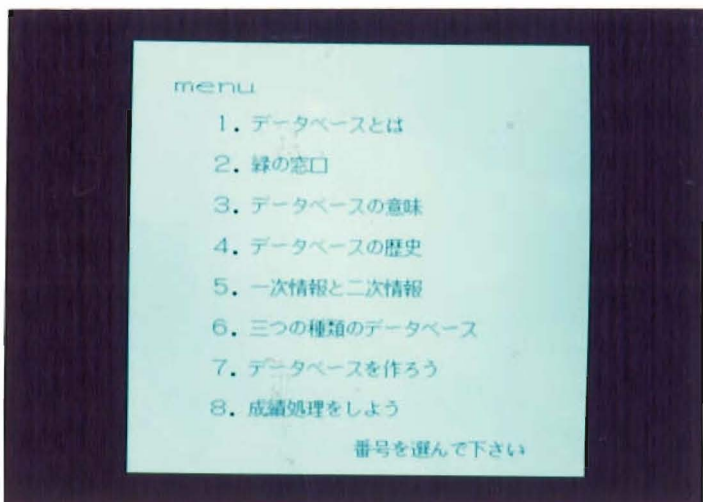 menu
1. データベースとは
2. 緑の窓口
3. データベースの意味
4. データベースの歴史
5. 一次情報と二次情報
6. 三つの種類のデータベース
7. データベースを作ろう
8. 成績処理をしよう
番号を選んで下さい